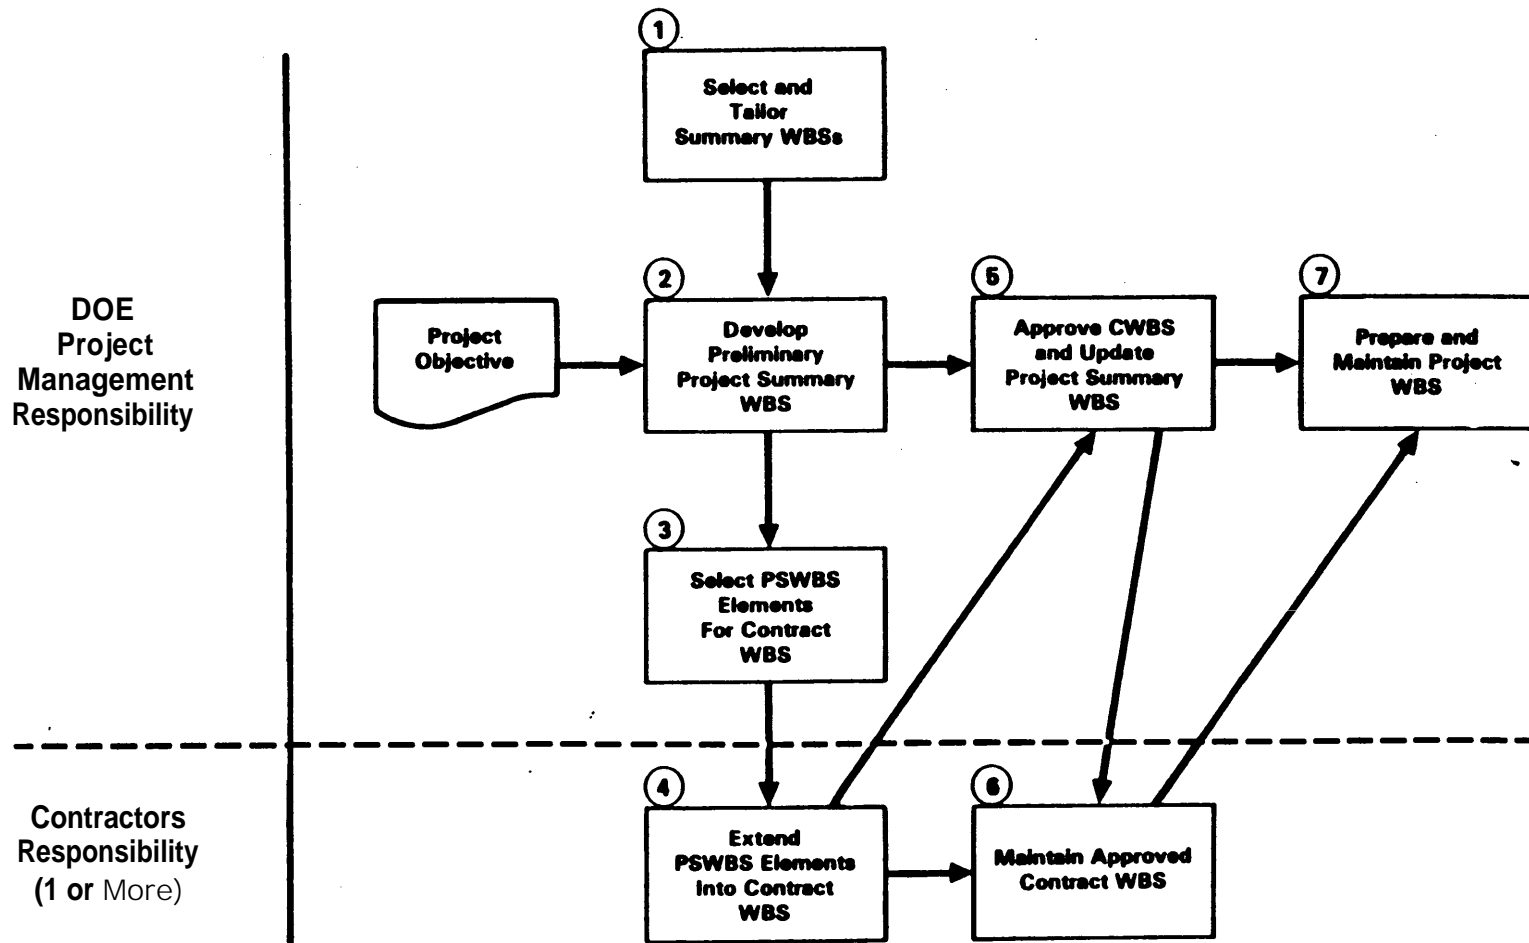 1
Select and
Tailor
Summary WBSs
DOE
Project
Management
Responsibility
Project
Objective
2
Develop
Preliminary
Project Summary
WBS
5
Approve CWBS
and Update
Project Summary
WBS
7
Prepare and
Maintain Project
WBS
3
Select PSWBS
Elements
For Contract
WBS
Contractors
Responsibility
(1 or More)
4
Extend
PSWBS Elements
Into Contract
WBS
6
Maintain Approved
Contract WBS